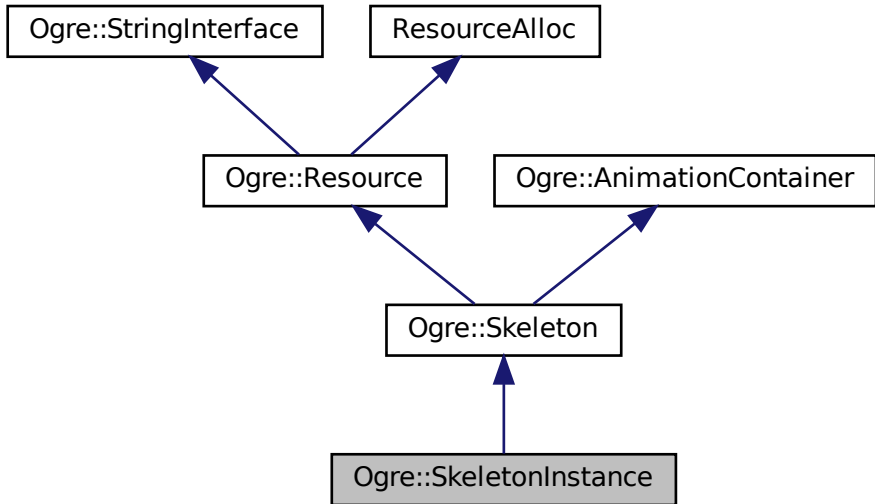 Ogre::StringInterface
ResourceAlloc
Ogre::Resource
Ogre::AnimationContainer
Ogre::Skeleton
Ogre::SkeletonInstance